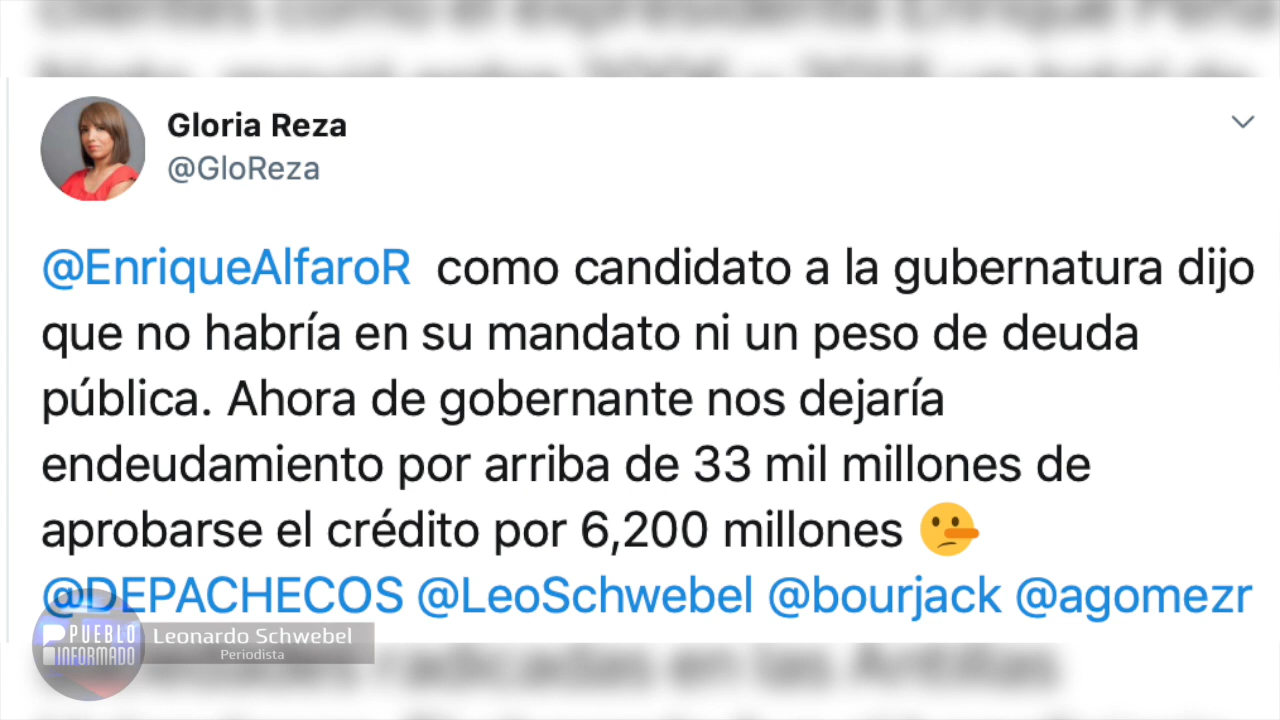 Gloria Reza
@GloReza
@EnriqueAlfaroR como candidato a la gubernatura dijo
que no habría en su mandato ni un peso de deuda
pública. Ahora de gobernante nos dejaría
endeudamiento por arriba de 33 mil millones de
aprobarse el crédito por 6,200 millones 🤥
@DEPACHECOS @LeoSchwebel @bourjack @agomezr
PUEBLO
INFORMADO
Leonardo Schwebel
Periodista